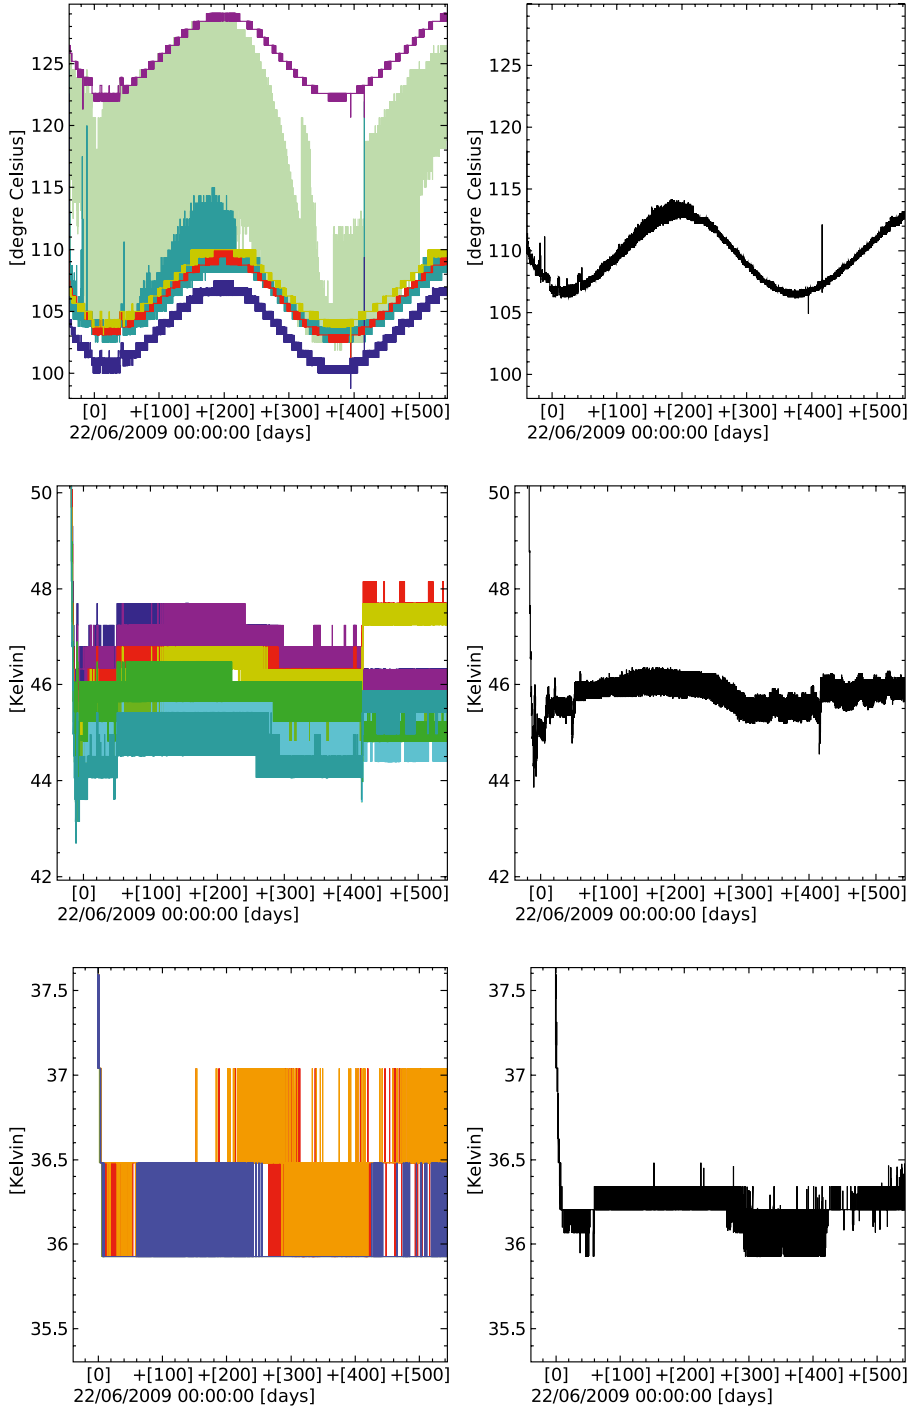 [degre Celsius]
125
120
115
110
105
100
[0] +[100] +[200] +[300] +[400] +[500]
22/06/2009 00:00:00 [days]
[degre Celsius]
125
120
115
110
105
100
[0] +[100] +[200] +[300] +[400] +[500]
22/06/2009 00:00:00 [days]
[Kelvin]
50
48
46
44
42
[0] +[100] +[200] +[300] +[400] +[500]
22/06/2009 00:00:00 [days]
[Kelvin]
50
48
46
44
42
[0] +[100] +[200] +[300] +[400] +[500]
22/06/2009 00:00:00 [days]
[Kelvin]
37.5
37
36.5
36
35.5
[0] +[100] +[200] +[300] +[400] +[500]
22/06/2009 00:00:00 [days]
[Kelvin]
37.5
37
36.5
36
35.5
[0] +[100] +[200] +[300] +[400] +[500]
22/06/2009 00:00:00 [days]